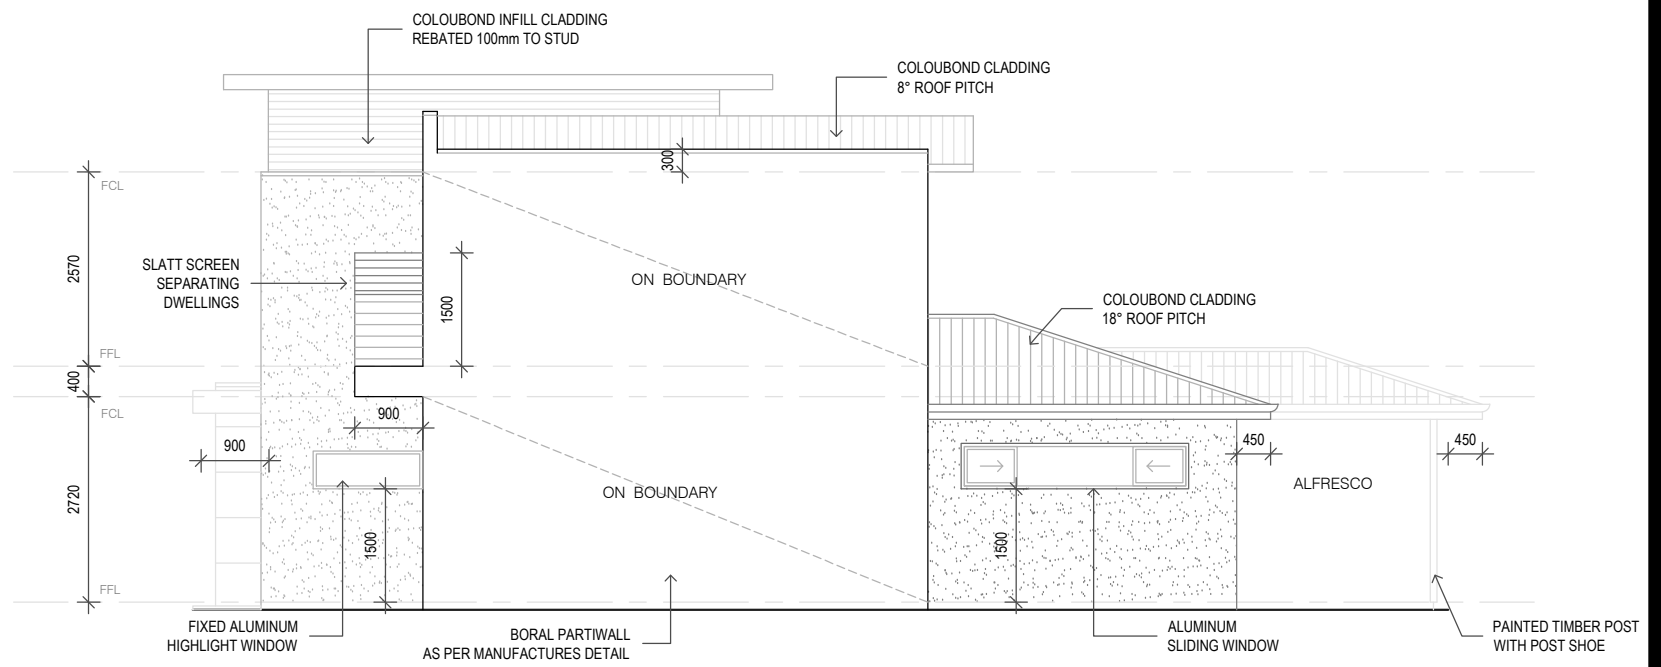 COLOUBOND INFILL CLADDING
REBATED 100mm TO STUD
COLOUBOND CLADDING
8° ROOF PITCH
300
FCL
2570
SLATT SCREEN
SEPARATING
DWELLINGS
1500
ON BOUNDARY
COLOUBOND CLADDING
18° ROOF PITCH
FFL
400
FCL
900
900
450
450
2720
ON BOUNDARY
ALFRESCO
1500
1500
FFL
FIXED ALUMINUM
HIGHLIGHT WINDOW
BORAL PARTIWALL
AS PER MANUFACTURES DETAIL
ALUMINUM
SLIDING WINDOW
PAINTED TIMBER POST
WITH POST SHOE